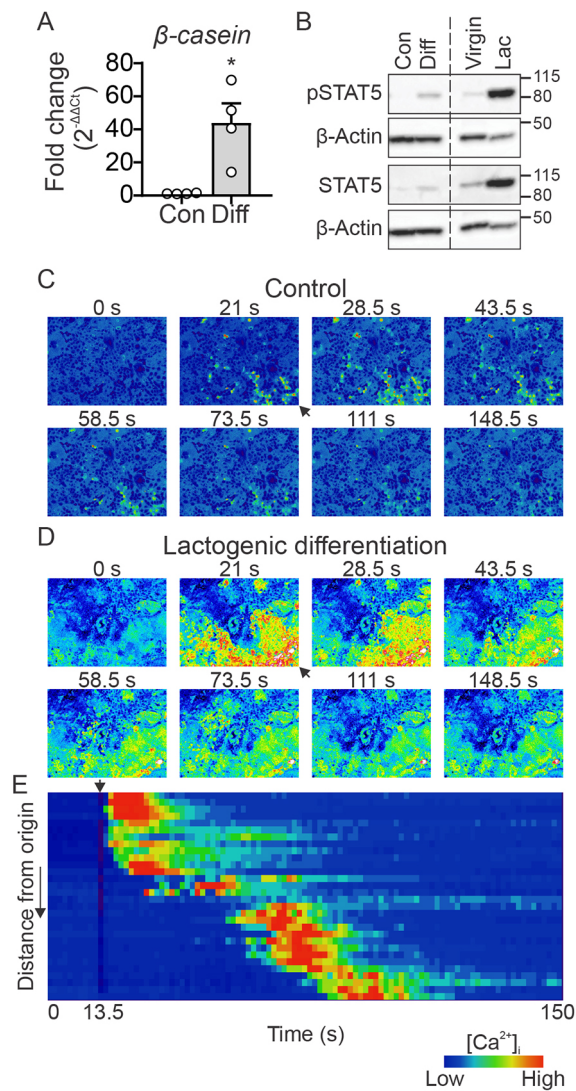 A
β-casein
*
Fold change
(2^-ΔΔCt)
80
60
40
20
0
Con Diff
B
Con
Diff
Virgin
Lac
pSTAT5
115
80
β-Actin
50
STAT5
115
80
β-Actin
50
C
Control
0 s 21 s 28.5 s 43.5 s
58.5 s 73.5 s 111 s 148.5 s
D
Lactogenic differentiation
0 s 21 s 28.5 s 43.5 s
58.5 s 73.5 s 111 s 148.5 s
E
Distance from origin
0 13.5 150
Time (s)
[Ca²⁺]ᵢ
Low High